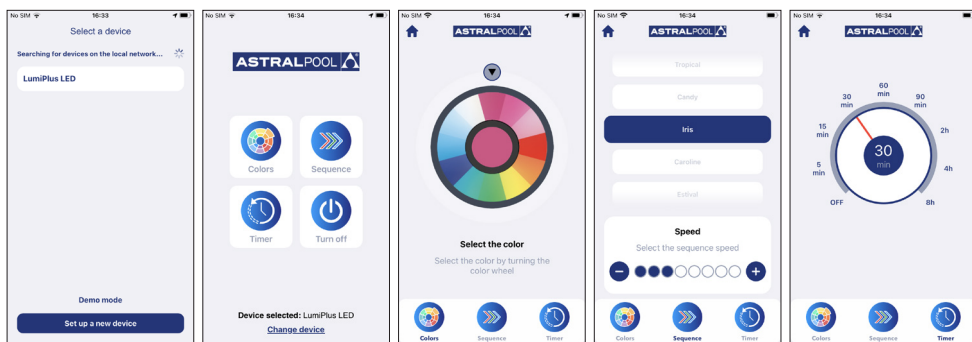 No SIM 16:33
Select a device
Searching for devices on the local network...
LumiPlus LED
Demo mode
Set up a new device
No SIM 16:34
ASTRALPOOL
Colors Sequence
Timer Turn off
Device selected: LumiPlus LED
Change device
No SIM 16:34
ASTRALPOOL
Select the color
Select the color by turning the
color wheel
Colors Sequence Timer
No SIM 16:34
ASTRALPOOL
Tropical
Candy
Iris
Caroline
Estival
Speed
Select the sequence speed
Colors Sequence Timer
No SIM 16:34
ASTRALPOOL
60
min
30
min
90
min
15
min
2h
30
min
5
min
4h
OFF
8h
Colors Sequence Timer